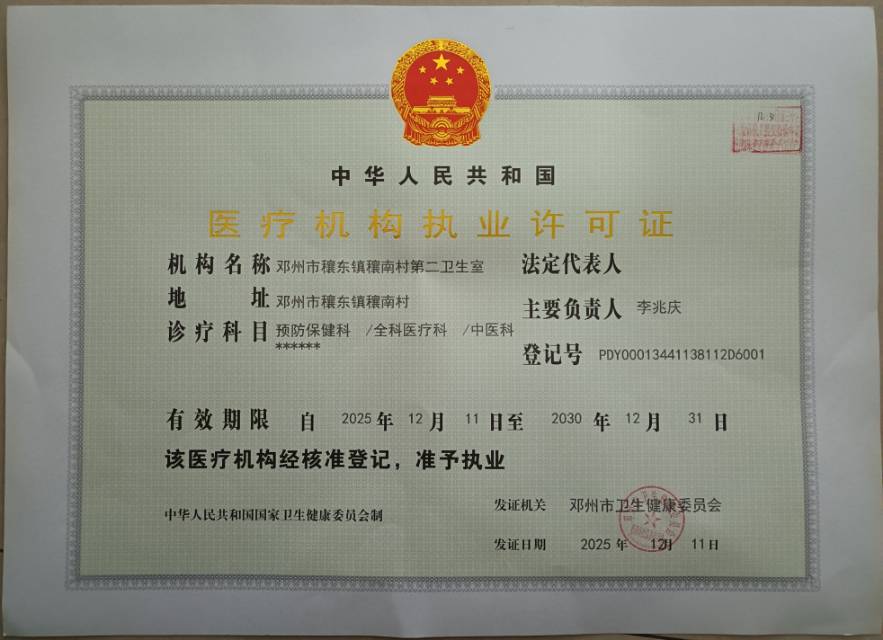 中华人民共和国
医疗机构执业许可证
机构名称 邓州市穰东镇穰南村第二卫生室
法定代表人
地址 邓州市穰东镇穰南村
主要负责人 李兆庆
诊疗科目 预防保健科 /全科医疗科 /中医科
******
登记号 PDY00013441138112D6001
有效期限 自 2025 年 12 月 11 日至 2030 年 12 月 31 日
该医疗机构经核准登记，准予执业
发证机关 邓州市卫生健康委员会
中华人民共和国国家卫生健康委员会制
发证日期 2025 年 12月 11日